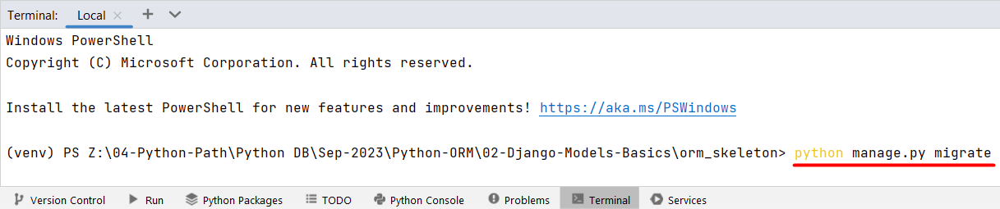 Terminal: Local × + 
Windows PowerShell
Copyright (C) Microsoft Corporation. All rights reserved.
Install the latest PowerShell for new features and improvements! https://aka.ms/PSWindows
(venv) PS Z:\04-Python-Path\Python DB\Sep-2023\Python-ORM\02-Django-Models-Basics\orm_skeleton> python manage.py migrate
Version Control Run Python Packages TODO Python Console Problems Terminal Services